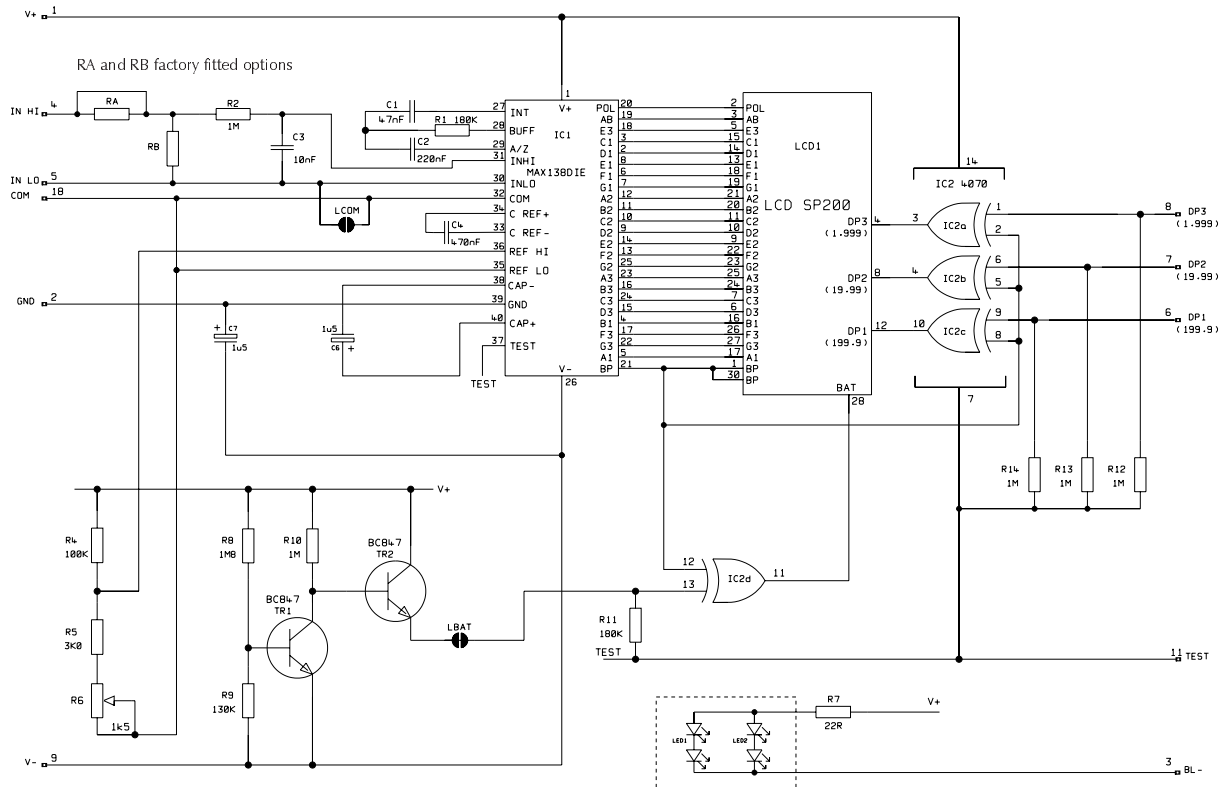 V+ 1
RA and RB factory fitted options
IN HI 4
RA
R2
1M
RB
C3
10nF
IN LO 5
COM 18
LCOM
GND 2
C7
+
1u5
1u5
C6
+
C1
47nF
R1 180K
C2
220nF
C4
470nF
TEST
1
V+
IC1
MAX138DIE
27 INT
28 BUFF
29 A/Z
31 INHI
30 INLO
32 COM
34 C REF+
33 C REF-
36 REF HI
35 REF LO
38 CAP-
39 GND
40 CAP+
37 TEST
V-
26
POL 20 2 POL
AB 19 3 AB
E3 18 5 E3
C1 3 15 C1
D1 2 14 D1
E1 8 13 E1
F1 6 18 F1
G1 7 19 G1
A2 12 21 A2
B2 11 20 B2
C2 10 11 C2
D2 9 10 D2
E2 14 9 E2
F2 13 22 F2
G2 25 23 G2
A3 23 25 A3
B3 16 24 B3
C3 24 7 C3
D3 15 6 D3
B1 4 16 B1
F3 17 26 F3
G3 22 27 G3
A1 5 17 A1
BP 21 1 BP
30 BP
LCD1
LCD SP200
DP3 4
(1.999)
DP2 8
(19.99)
DP1 12
(199.9)
BAT
28
14
IC2 4070
3 IC2a 1
2
4 IC2b 6
5
10 IC2c 9
8
7
8 DP3
(1.999)
7 DP2
(19.99)
6 DP1
(199.9)
R14
1M
R13
1M
R12
1M
V+
R4
100K
R5
3K0
R6
1k5
R8
1M8
R10
1M
R9
130K
BC847
TR1
BC847
TR2
LBAT
12
13
IC2d
11
R11
180K
TEST
11 TEST
V- 9
LED1
LED2
R7
22R
V+
3 BL-